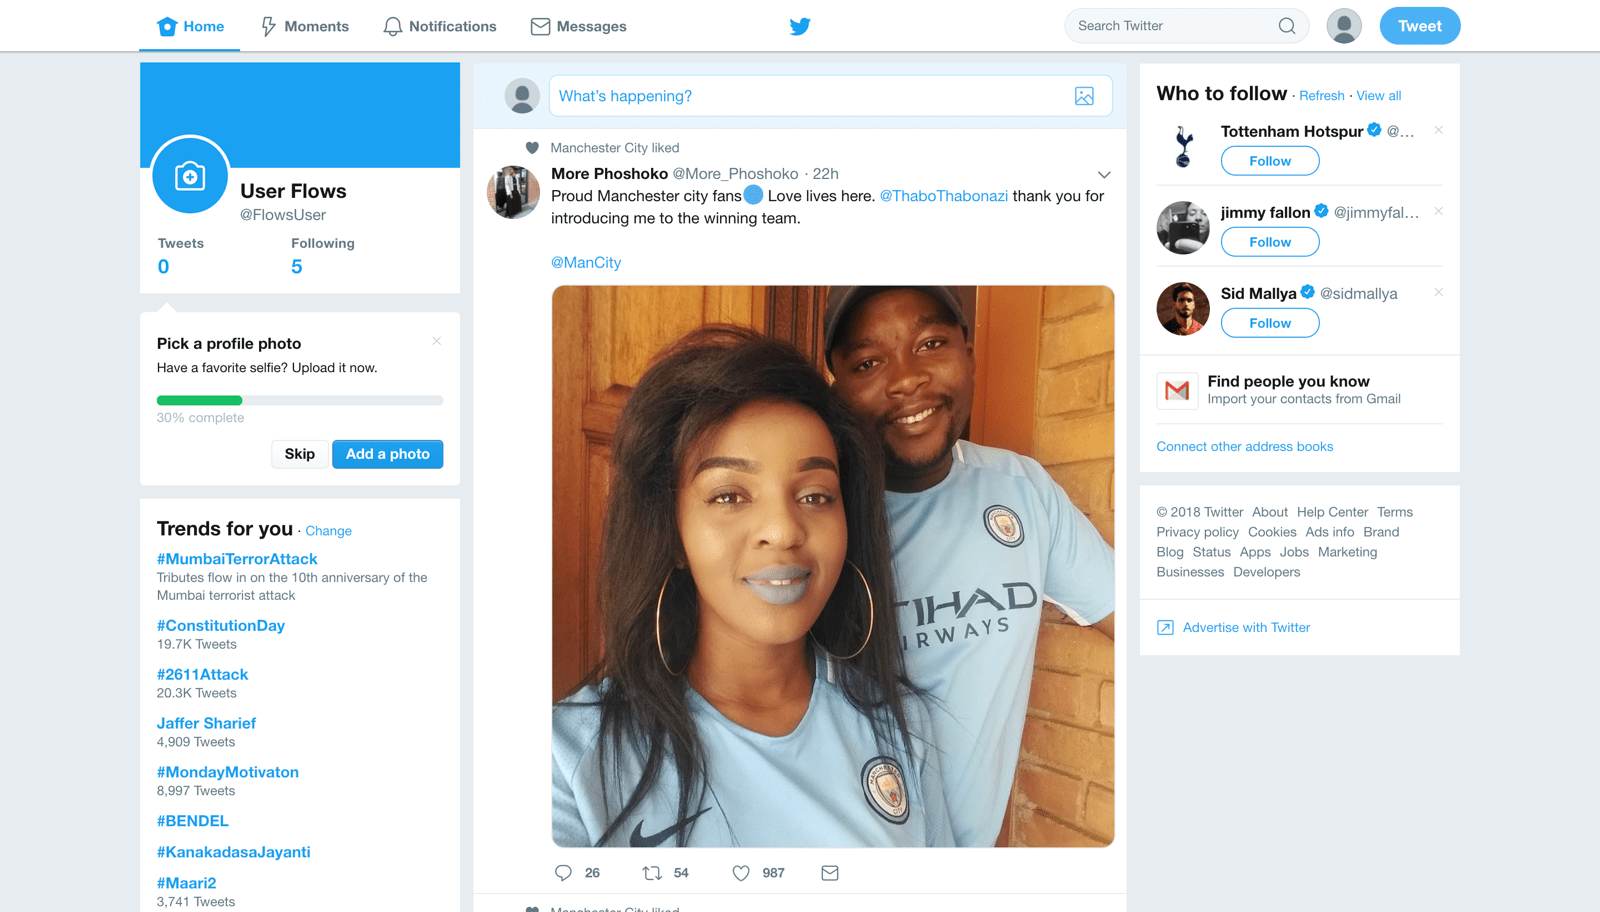 Home
Moments
Notifications
Messages
Search Twitter
Tweet
User Flows
@FlowsUser
Tweets
Following
0
5
Pick a profile photo
Have a favorite selfie? Upload it now.
30% complete
Skip
Add a photo
Trends for you · Change
#MumbaiTerrorAttack
Tributes flow in on the 10th anniversary of the
Mumbai terrorist attack
#ConstitutionDay
19.7K Tweets
#2611Attack
20.3K Tweets
Jaffer Sharief
4,909 Tweets
#MondayMotivaton
8,997 Tweets
#BENDEL
#KanakadasaJayanti
#Maari2
3,741 Tweets
What's happening?
Manchester City liked
More Phoshoko @More_Phoshoko · 22h
Proud Manchester city fans🔵 Love lives here. @ThaboThabonazi thank you for
introducing me to the winning team.
@ManCity
TIHAD
IRWAYS
MANCHESTER
CITY
26
54
987
Manchester City liked
Who to follow · Refresh · View all
Tottenham Hotspur @...
Follow
jimmy fallon @jimmyfal...
Follow
Sid Mallya @sidmallya
Follow
Find people you know
Import your contacts from Gmail
Connect other address books
© 2018 Twitter About Help Center Terms
Privacy policy Cookies Ads info Brand
Blog Status Apps Jobs Marketing
Businesses Developers
Advertise with Twitter